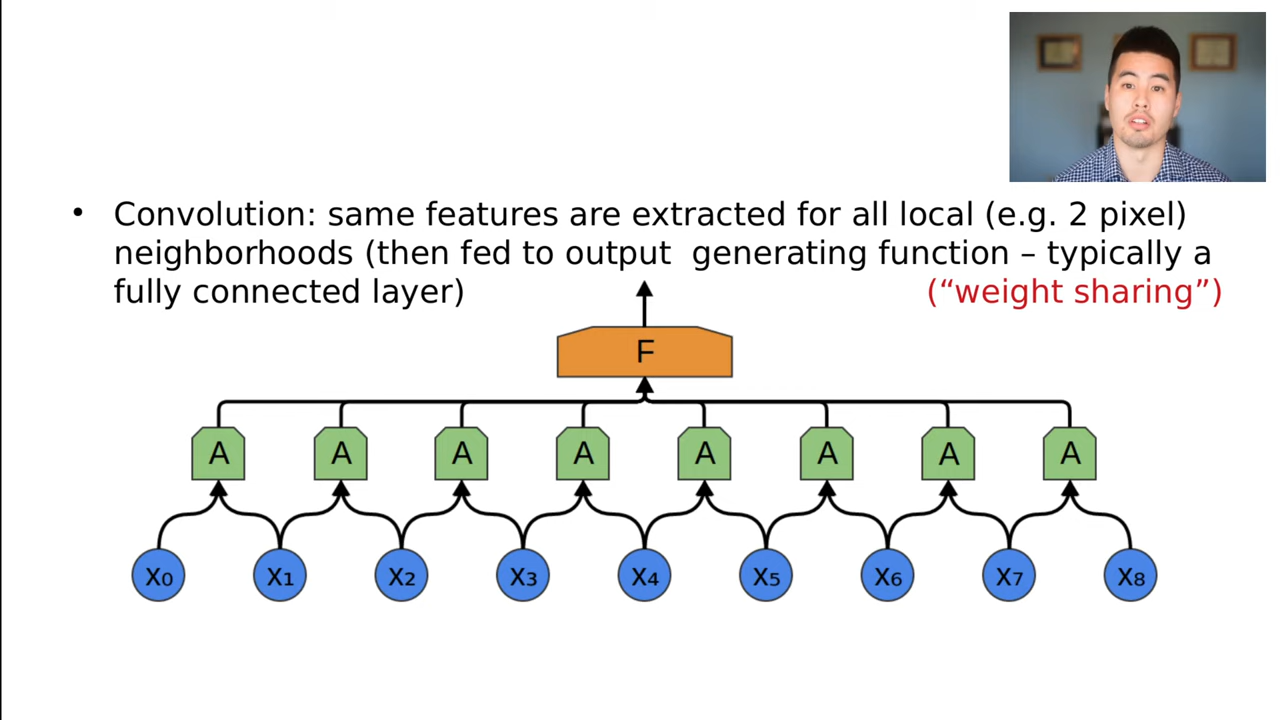 • Convolution: same features are extracted for all local (e.g. 2 pixel)
neighborhoods (then fed to output generating function – typically a
fully connected layer) (“weight sharing”)
F
A A A A A A A A
x₀ x₁ x₂ x₃ x₄ x₅ x₆ x₇ x₈